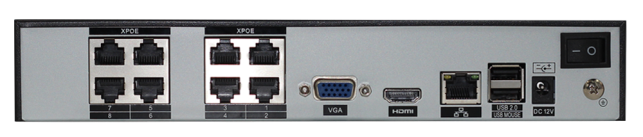 XPOE
XPOE
7 5
8 6
3 1
4 2
VGA
HDMI
USB 2.0
USB MOUSE
DC 12V